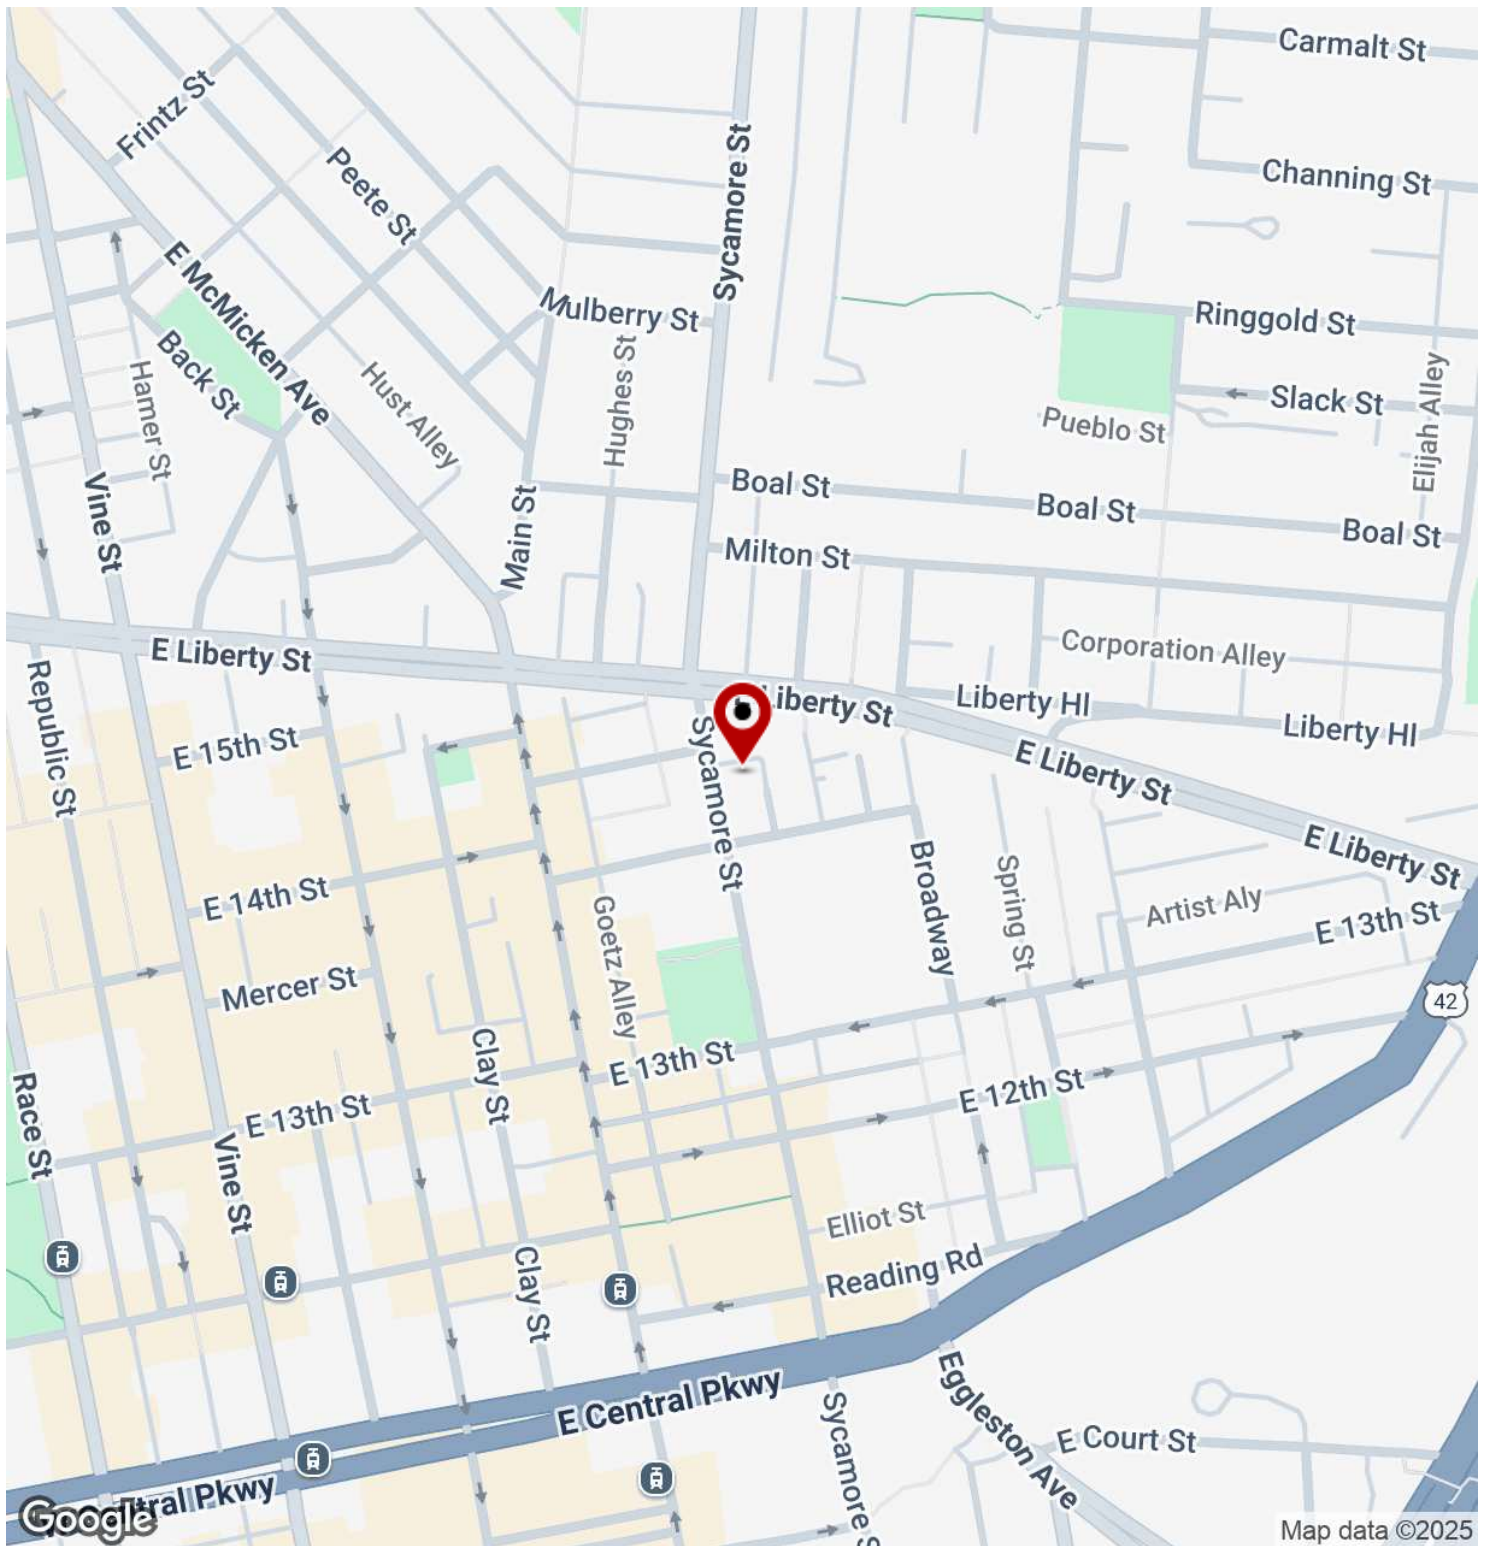 Carmalt St
Frintz St
Peete St
Sycamore St
Channing St
E McMicken Ave
Mulberry St
Ringgold St
Back St
Hamer St
Hust Alley
Hughes St
Slack St
Pueblo St
Elijah Alley
Vine St
Main St
Boal St
Boal St
Boal St
Milton St
E Liberty St
Corporation Alley
Republic St
Liberty St
Liberty Hl
Liberty Hl
E 15th St
Sycamore St
E Liberty St
E Liberty St
E 14th St
Broadway
Spring St
Artist Aly
E 13th St
Goetz Alley
Mercer St
42
Clay St
E 13th St
E 12th St
Race St
E 13th St
Vine St
Elliot St
Reading Rd
Clay St
E Central Pkwy
Eggleston Ave
Sycamore S
E Court St
ntral Pkwy
Google
Map data ©2025